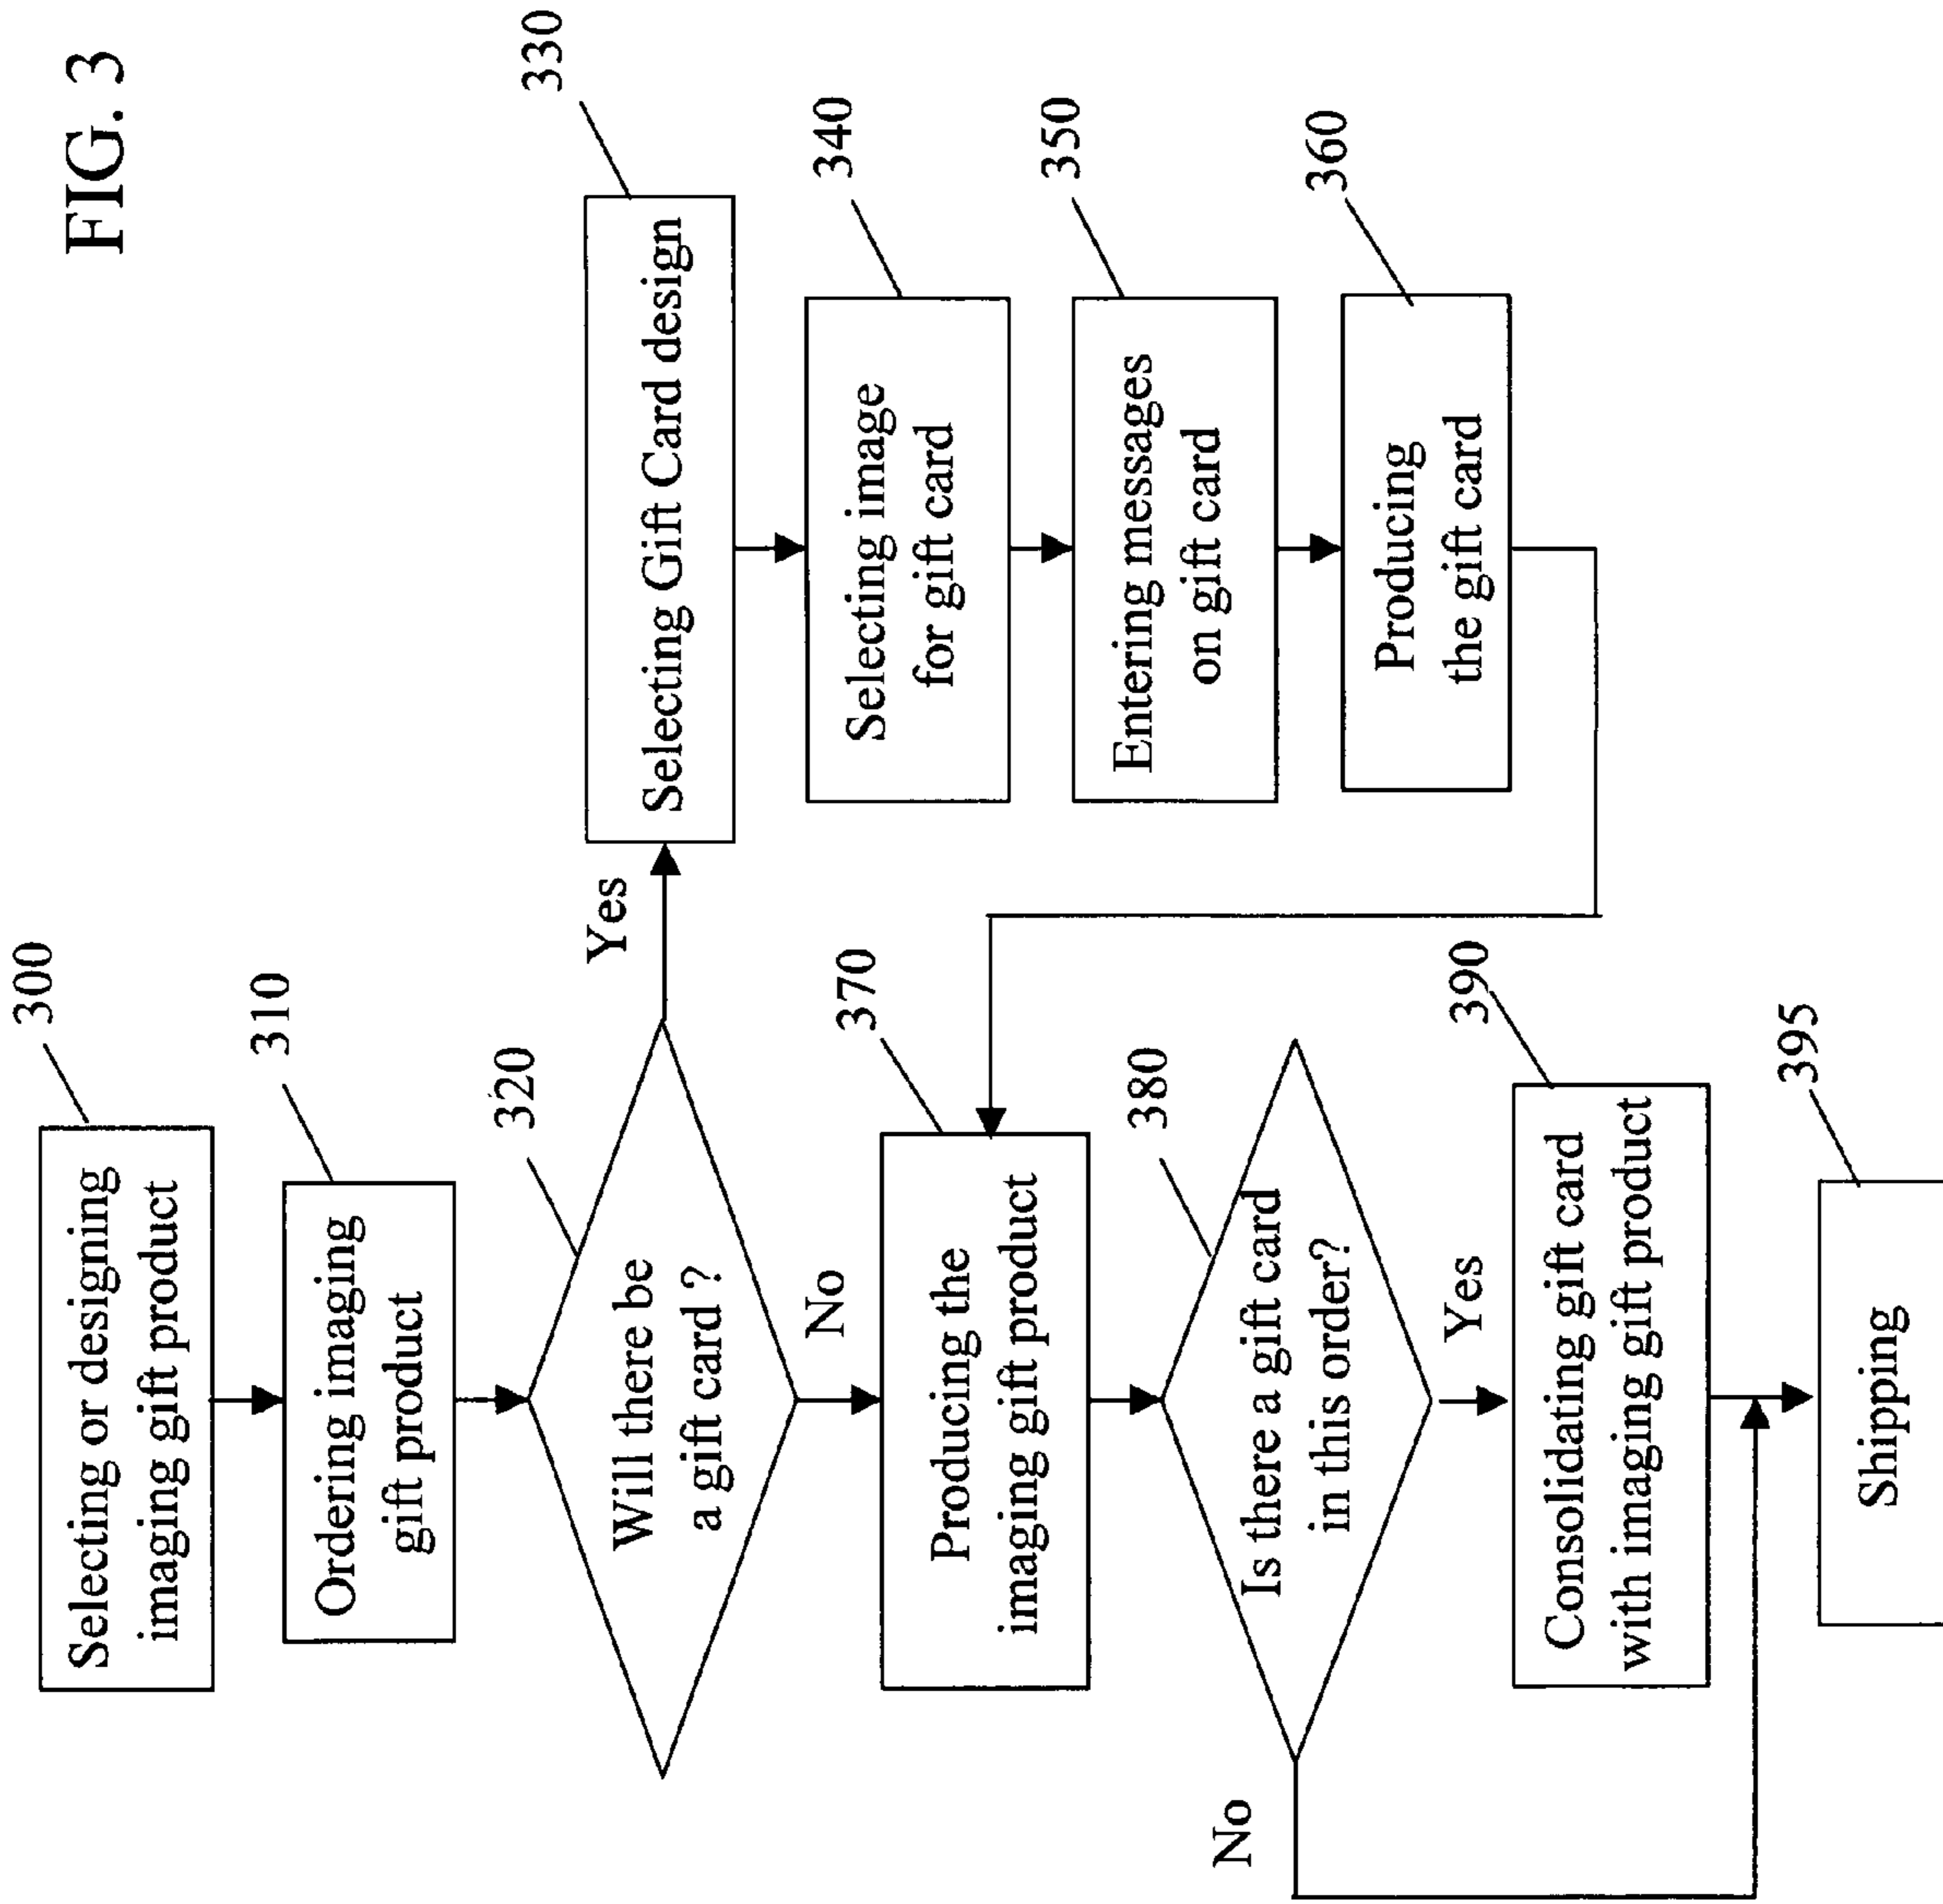 FIG. 3
300
Selecting or designing
imaging gift product
310
Ordering imaging
gift product
320
Will there be
a gift card ?
Yes
No
330
Selecting Gift Card design
340
Selecting image
for gift card
350
Entering messages
on gift card
360
Producing
the gift card
370
Producing the
imaging gift product
380
Is there a gift card
in this order?
Yes
No
390
Consolidating gift card
with imaging gift product
395
Shipping